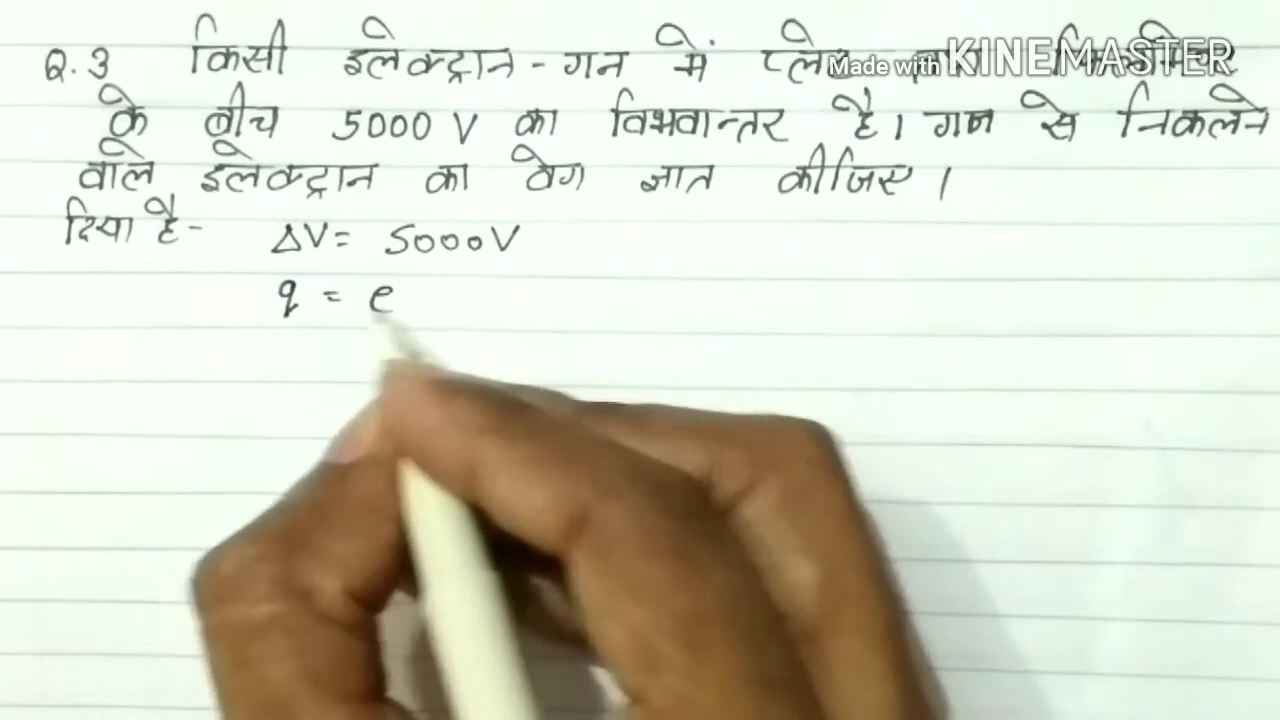 Q.3 किसी इलेक्ट्रान - गन में प्लेट
Made with KINEMASTER
के बीच 5000 V का विभवान्तर है। गन से निकलने
वाले इलेक्ट्रान का वेग ज्ञात कीजिए।
दिया है- ΔV = 5000V
q = e